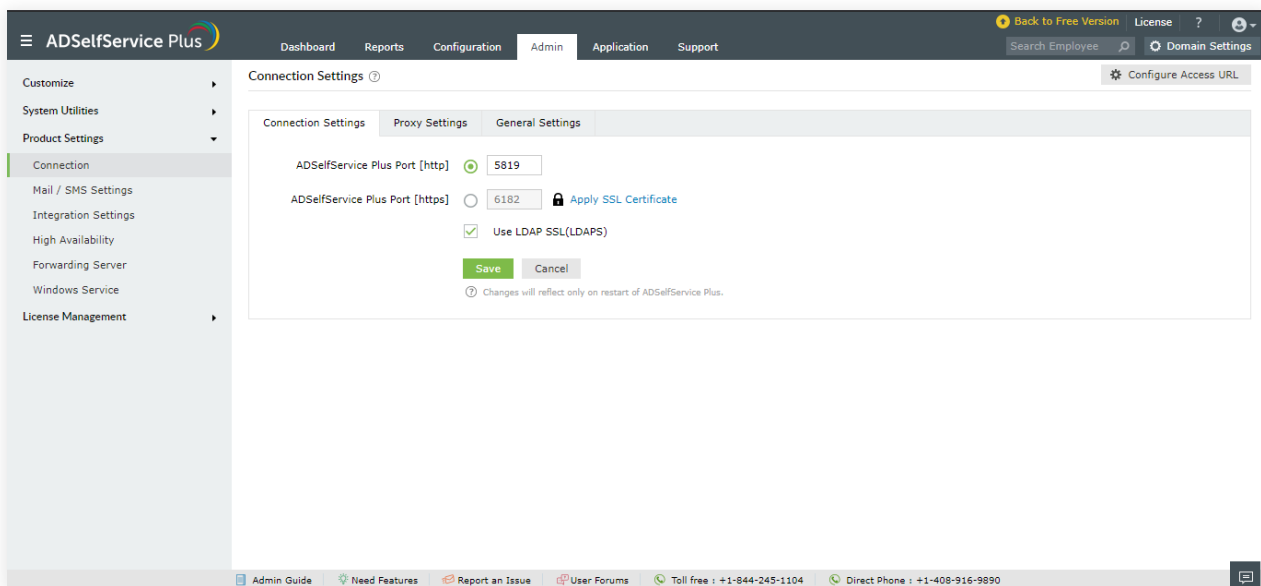 Back to Free Version License ?
ADSelfService Plus
Dashboard Reports Configuration Admin Application Support
Search Employee Domain Settings
Customize
System Utilities
Product Settings
Connection
Mail / SMS Settings
Integration Settings
High Availability
Forwarding Server
Windows Service
License Management
Connection Settings ?
Configure Access URL
Connection Settings Proxy Settings General Settings
ADSelfService Plus Port [http] 5819
ADSelfService Plus Port [https] 6182 Apply SSL Certificate
Use LDAP SSL(LDAPS)
Save Cancel
? Changes will reflect only on restart of ADSelfService Plus.
Admin Guide Need Features Report an Issue User Forums Toll free : +1-844-245-1104 Direct Phone : +1-408-916-9890